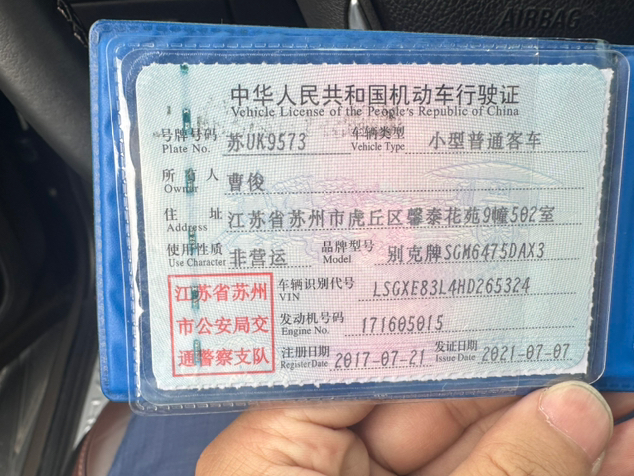 AIRBAG
中华人民共和国机动车行驶证
Vehicle License of the People's Republic of China
号牌号码 苏UK9573 车辆类型 小型普通客车
Plate No. Vehicle Type
所有人 曹俊
Owner
住址 江苏省苏州市虎丘区馨泰花苑9幢502室
Address
使用性质 非营运 品牌型号 别克牌SGM6475DAX3
Use Character Model
江苏省苏州 车辆识别代号 LSGXE83L4HD265324
VIN
市公安局交 发动机号码 171605015
Engine No.
通警察支队 注册日期 2017-07-21 发证日期 2021-07-07
Register Date Issue Date